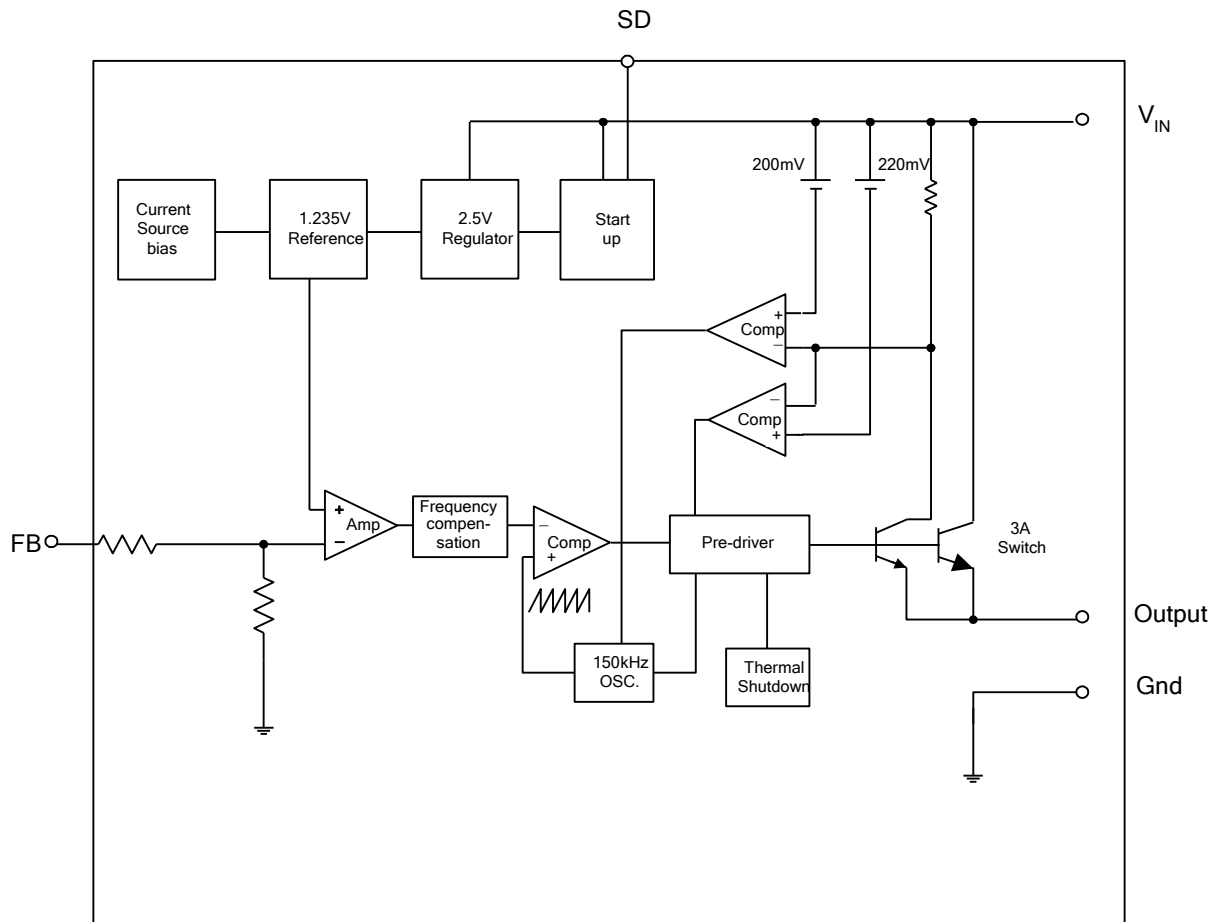 SD
V_IN
200mV
220mV
Current
Source
bias
1.235V
Reference
2.5V
Regulator
Start
up
+
Comp
−
−
Comp
+
+
Amp
−
Frequency
compen-
sation
−
Comp
+
Pre-driver
3A
Switch
FB
Output
150kHz
OSC.
Thermal
Shutdown
Gnd